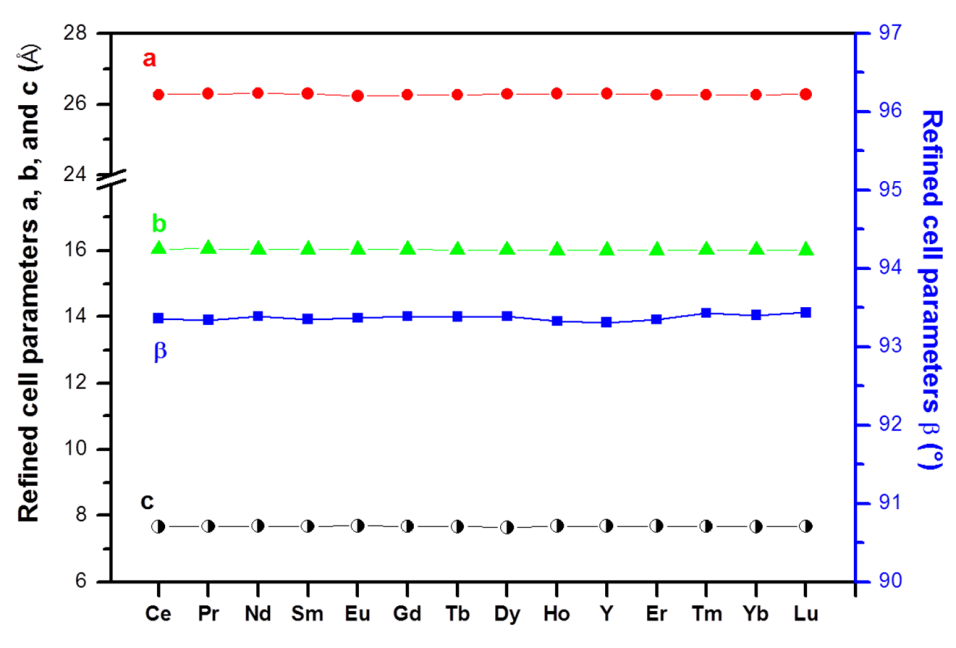 Refined cell parameters a, b, and c (Å)
28
26
24
16
14
12
10
8
6
a
b
β
c
97
96
95
94
93
92
91
90
Refined cell parameters β (°)
Ce Pr Nd Sm Eu Gd Tb Dy Ho Y Er Tm Yb Lu